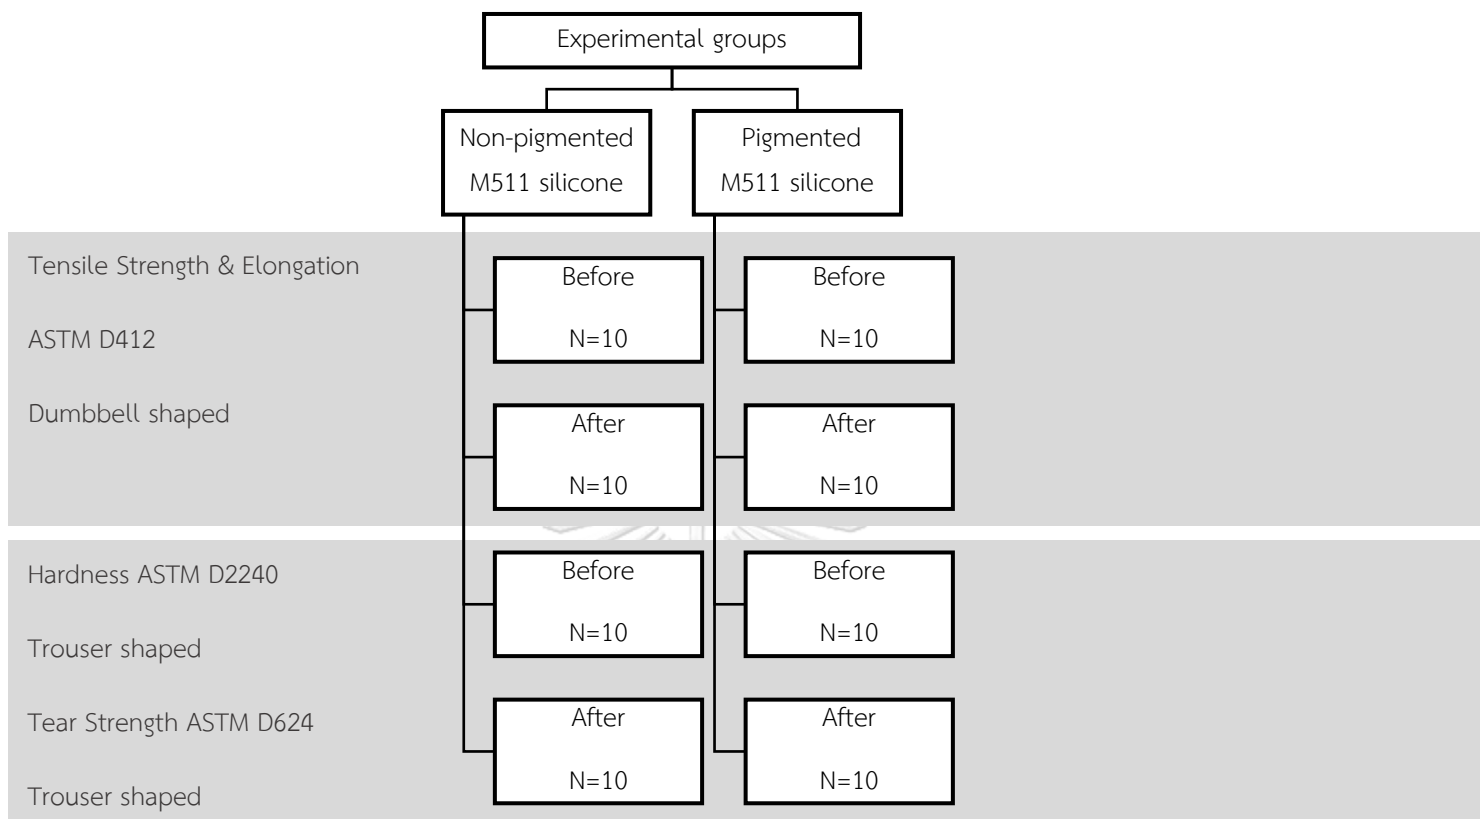 Experimental groups
Non-pigmented
M511 silicone
Pigmented
M511 silicone
Tensile Strength & Elongation
ASTM D412
Dumbbell shaped
Before
N=10
Before
N=10
After
N=10
After
N=10
Hardness ASTM D2240
Trouser shaped
Tear Strength ASTM D624
Trouser shaped
Before
N=10
Before
N=10
After
N=10
After
N=10